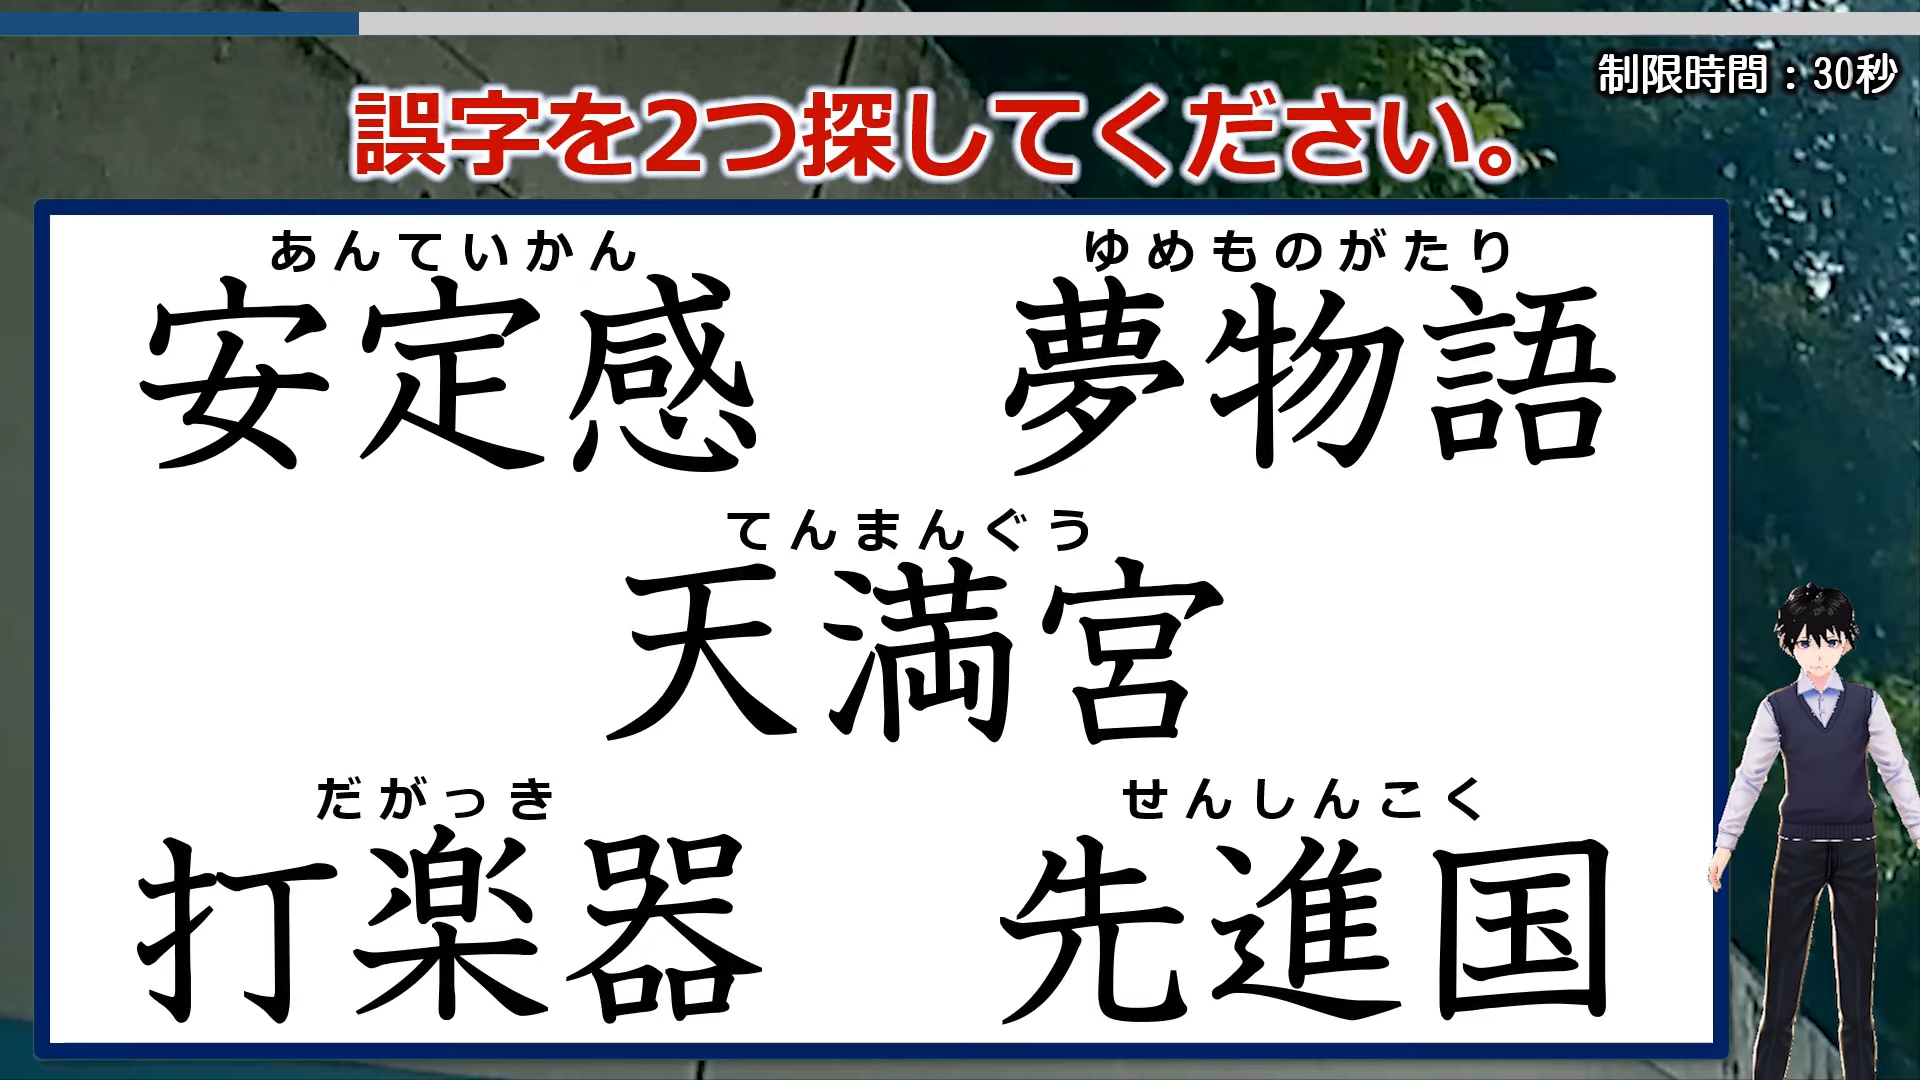 制限時間：30秒
誤字を2つ探してください。
あんていかん
安定感
ゆめものがたり
夢物語
てんまんぐう
天満宮
だがっき
打楽器
せんしんこく
先進国